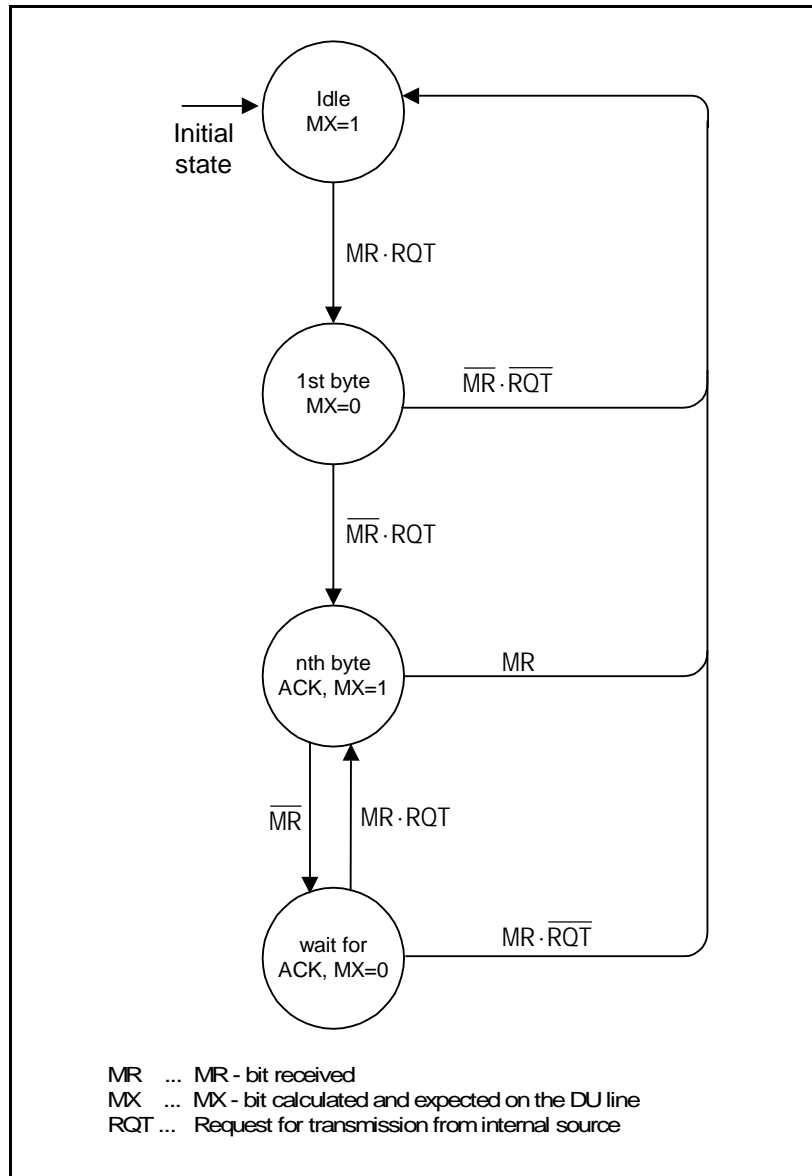 Idle
MX=1
Initial
state
MR·RQT
1st byte
MX=0
M̅R̅·R̅Q̅T̅
M̅R̅·RQT
nth byte
ACK, MX=1
MR
M̅R̅
MR·RQT
wait for
ACK, MX=0
MR·R̅Q̅T̅
MR ... MR - bit received
MX ... MX - bit calculated and expected on the DU line
RQT ... Request for transmission from internal source